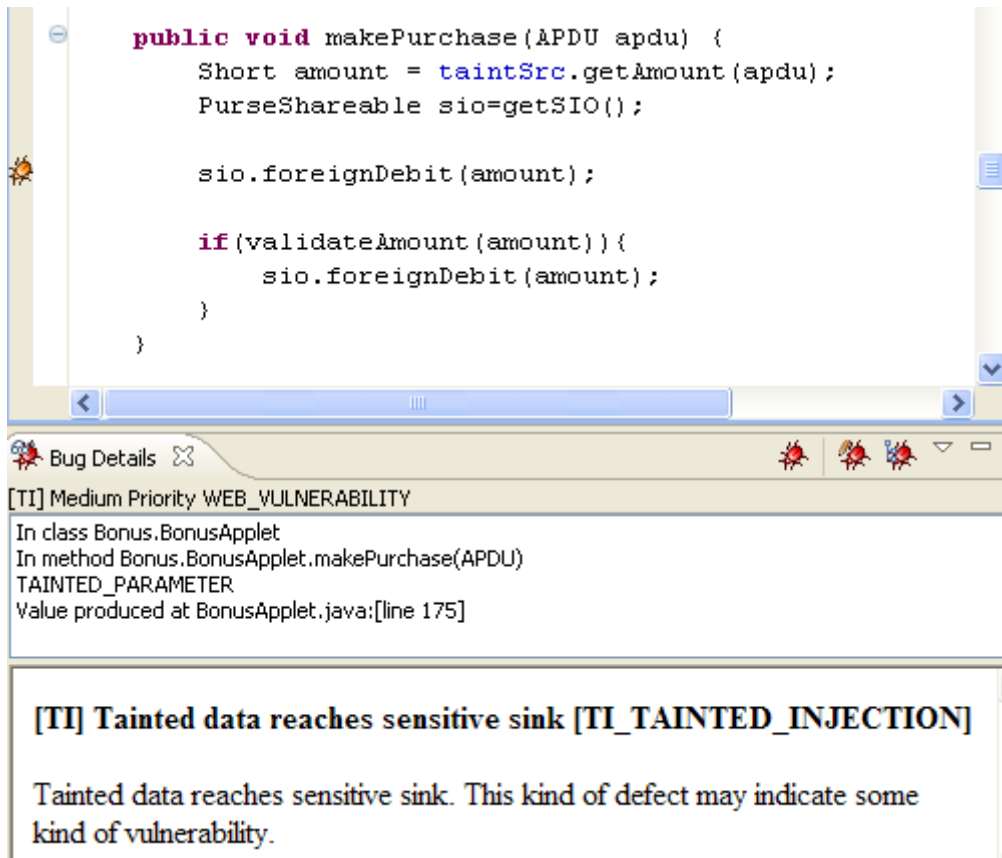 public void makePurchase(APDU apdu) {
Short amount = taintSrc.getAmount(apdu);
PurseShareable sio=getSIO();
sio.foreignDebit(amount);
if(validateAmount(amount)){
sio.foreignDebit(amount);
}
}
Bug Details
[TI] Medium Priority WEB_VULNERABILITY
In class Bonus.BonusApplet
In method Bonus.BonusApplet.makePurchase(APDU)
TAINTED_PARAMETER
Value produced at BonusApplet.java:[line 175]
[TI] Tainted data reaches sensitive sink [TI_TAINTED_INJECTION]
Tainted data reaches sensitive sink. This kind of defect may indicate some
kind of vulnerability.